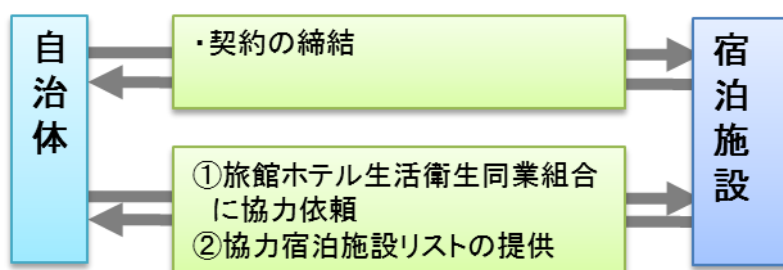 自治体
・契約の締結
宿泊施設
①旅館ホテル生活衛生同業組合
に協力依頼
②協力宿泊施設リストの提供